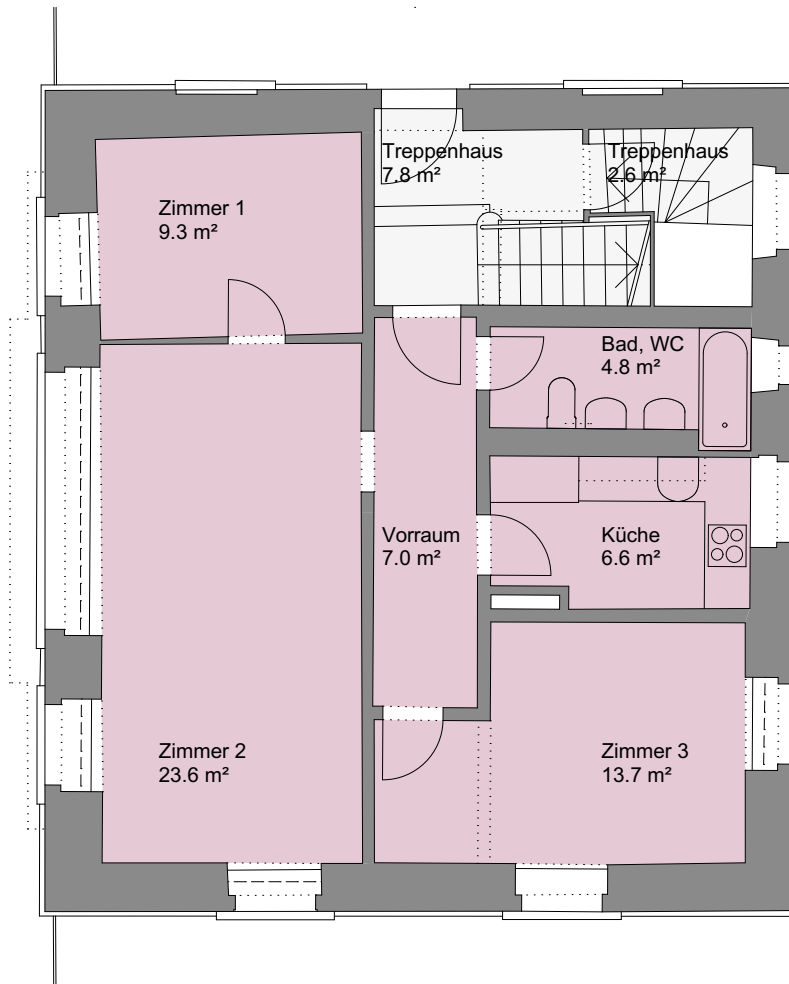 Treppenhaus
7.8 m²
Treppenhaus
2.6 m²
Zimmer 1
9.3 m²
Bad, WC
4.8 m²
Vorraum
7.0 m²
Küche
6.6 m²
Zimmer 2
23.6 m²
Zimmer 3
13.7 m²